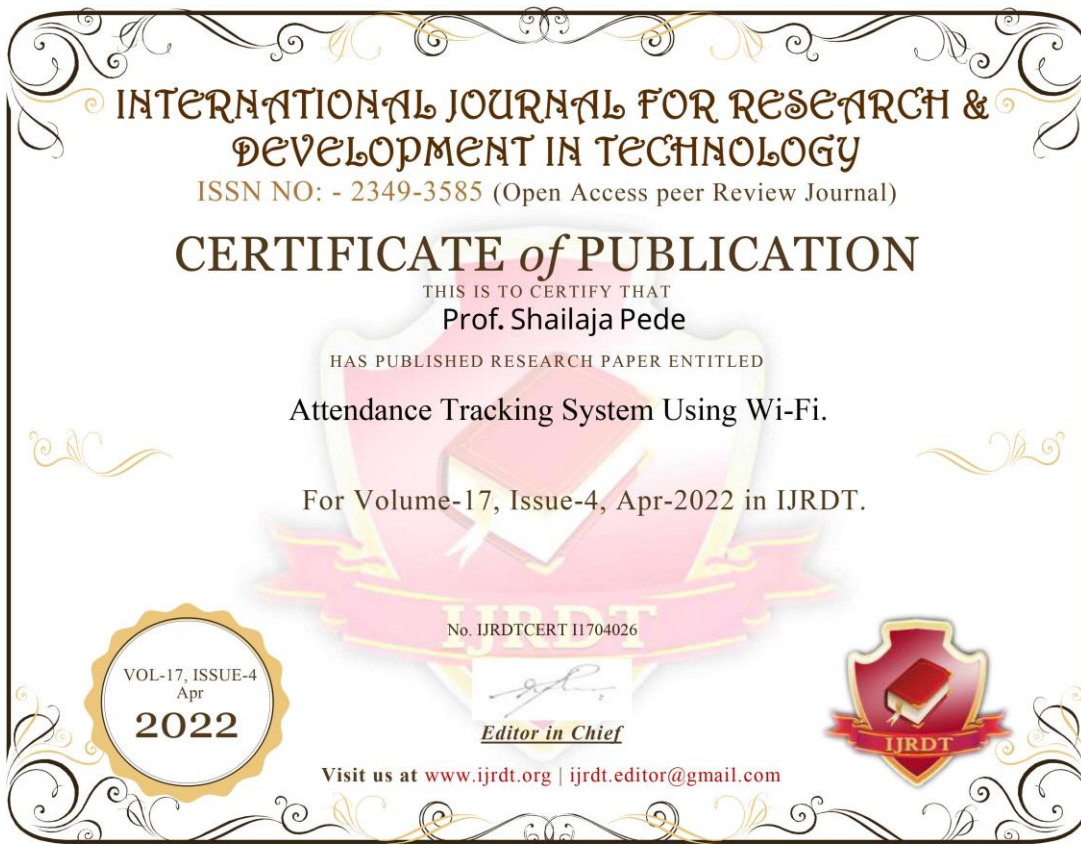 INTERNATIONAL JOURNAL FOR RESEARCH &
DEVELOPMENT IN TECHNOLOGY
ISSN NO: - 2349-3585 (Open Access peer Review Journal)
CERTIFICATE of PUBLICATION
THIS IS TO CERTIFY THAT
Prof. Shailaja Pede
HAS PUBLISHED RESEARCH PAPER ENTITLED
Attendance Tracking System Using Wi-Fi.
For Volume-17, Issue-4, Apr-2022 in IJRDT.
IJRDT
No. IJRDTCERT I1704026
VOL-17, ISSUE-4
Apr
2022
Editor in Chief
IJRDT
Visit us at www.ijrdt.org | ijrdt.editor@gmail.com